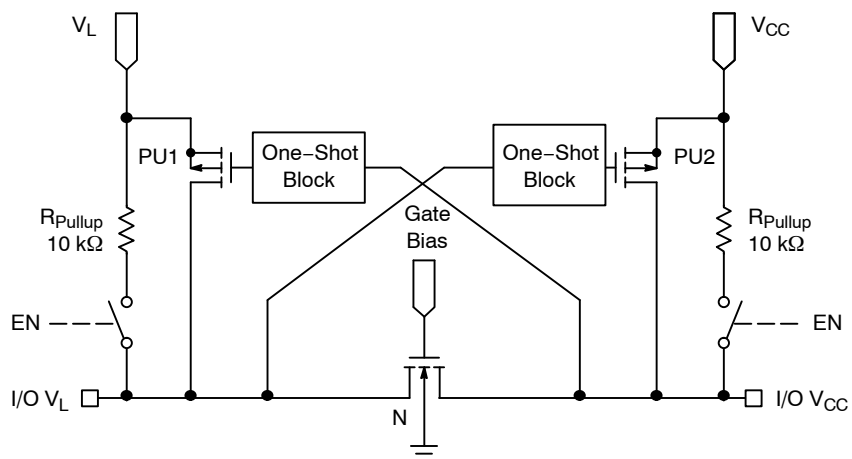 V_L
V_CC
PU1
One−Shot
Block
One−Shot
Block
PU2
Gate
Bias
R_Pullup
10 kΩ
R_Pullup
10 kΩ
EN
EN
I/O V_L
N
I/O V_CC